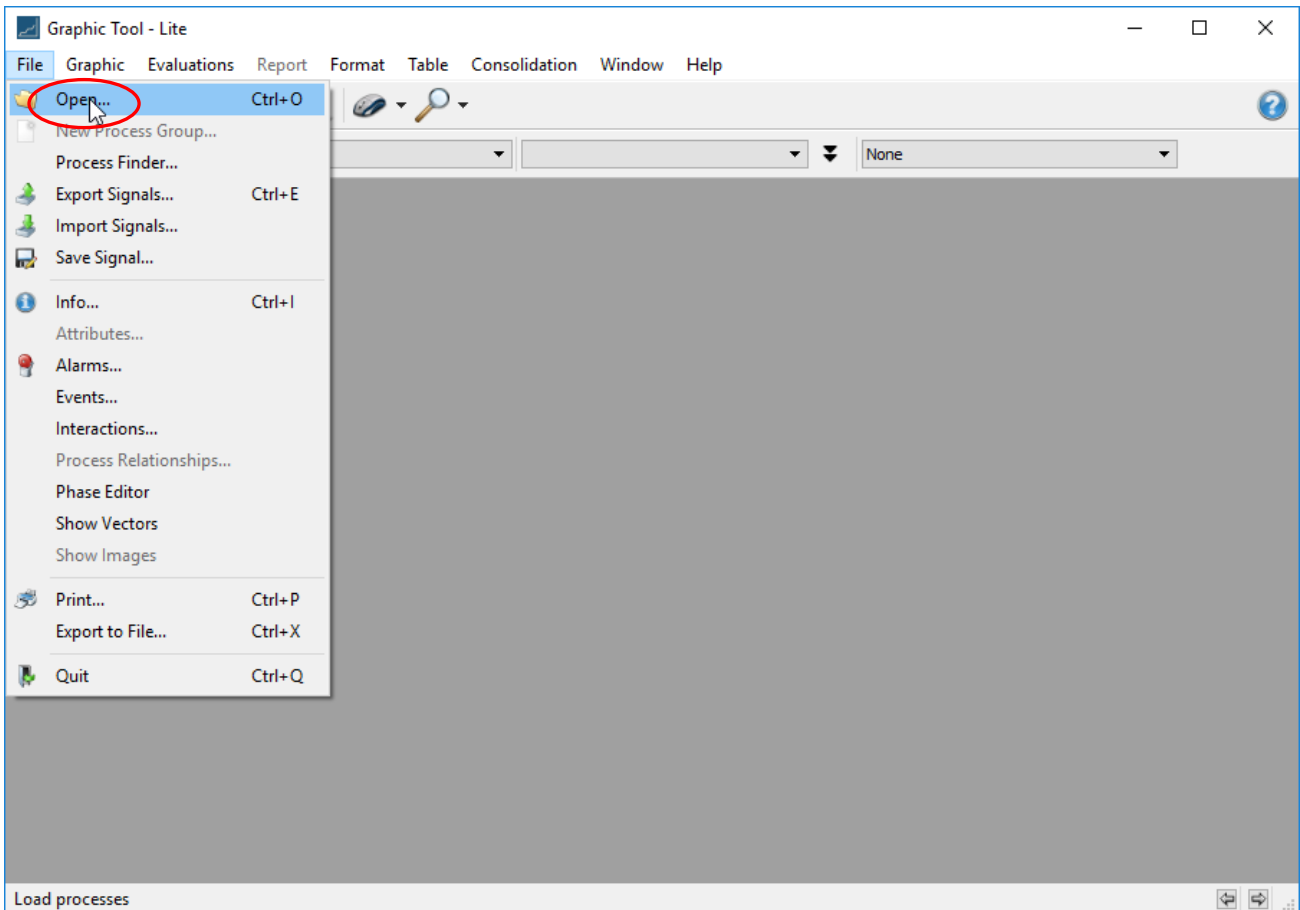 Graphic Tool - Lite
File Graphic Evaluations Report Format Table Consolidation Window Help
Open... Ctrl+O
New Process Group...
None
Process Finder...
Export Signals... Ctrl+E
Import Signals...
Save Signal...
Info... Ctrl+I
Attributes...
Alarms...
Events...
Interactions...
Process Relationships...
Phase Editor
Show Vectors
Show Images
Print... Ctrl+P
Export to File... Ctrl+X
Quit Ctrl+Q
Load processes